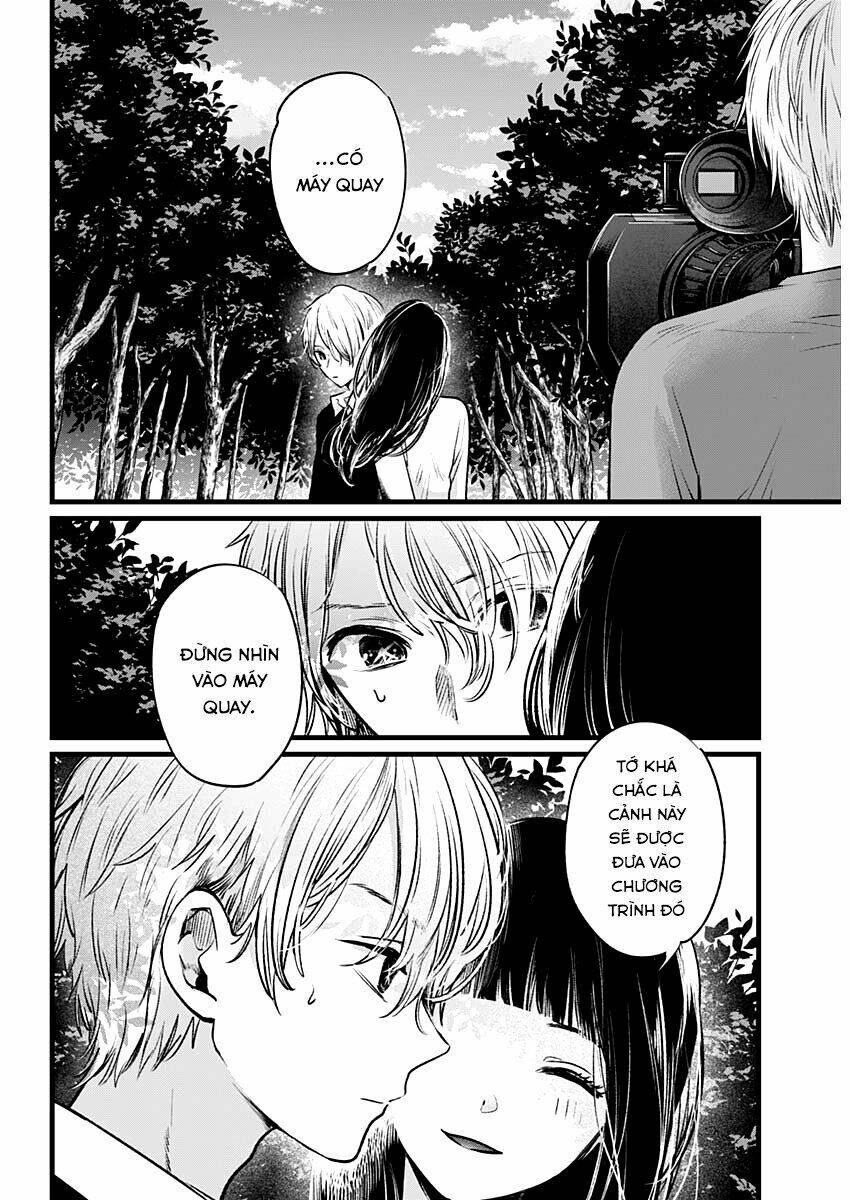 ...CÓ
MÁY QUAY
ĐỪNG NHÌN
VÀO MÁY
QUAY.
TỚ KHÁ
CHẮC LÀ
CẢNH NÀY
SẼ ĐƯỢC
ĐƯA VÀO
CHƯƠNG
TRÌNH ĐÓ